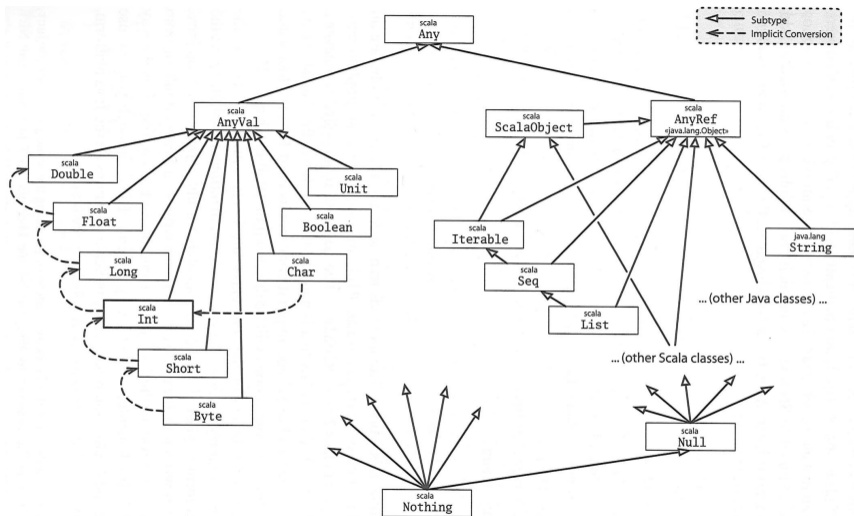 scala
Any
Subtype
Implicit Conversion
scala
AnyVal
scala
ScalaObject
scala
AnyRef
«java.lang.Object»
scala
Double
scala
Unit
scala
Float
scala
Boolean
scala
Iterable
java.lang
String
scala
Long
scala
Char
scala
Seq
scala
Int
scala
List
... (other Java classes) ...
scala
Short
... (other Scala classes) ...
scala
Byte
scala
Null
scala
Nothing